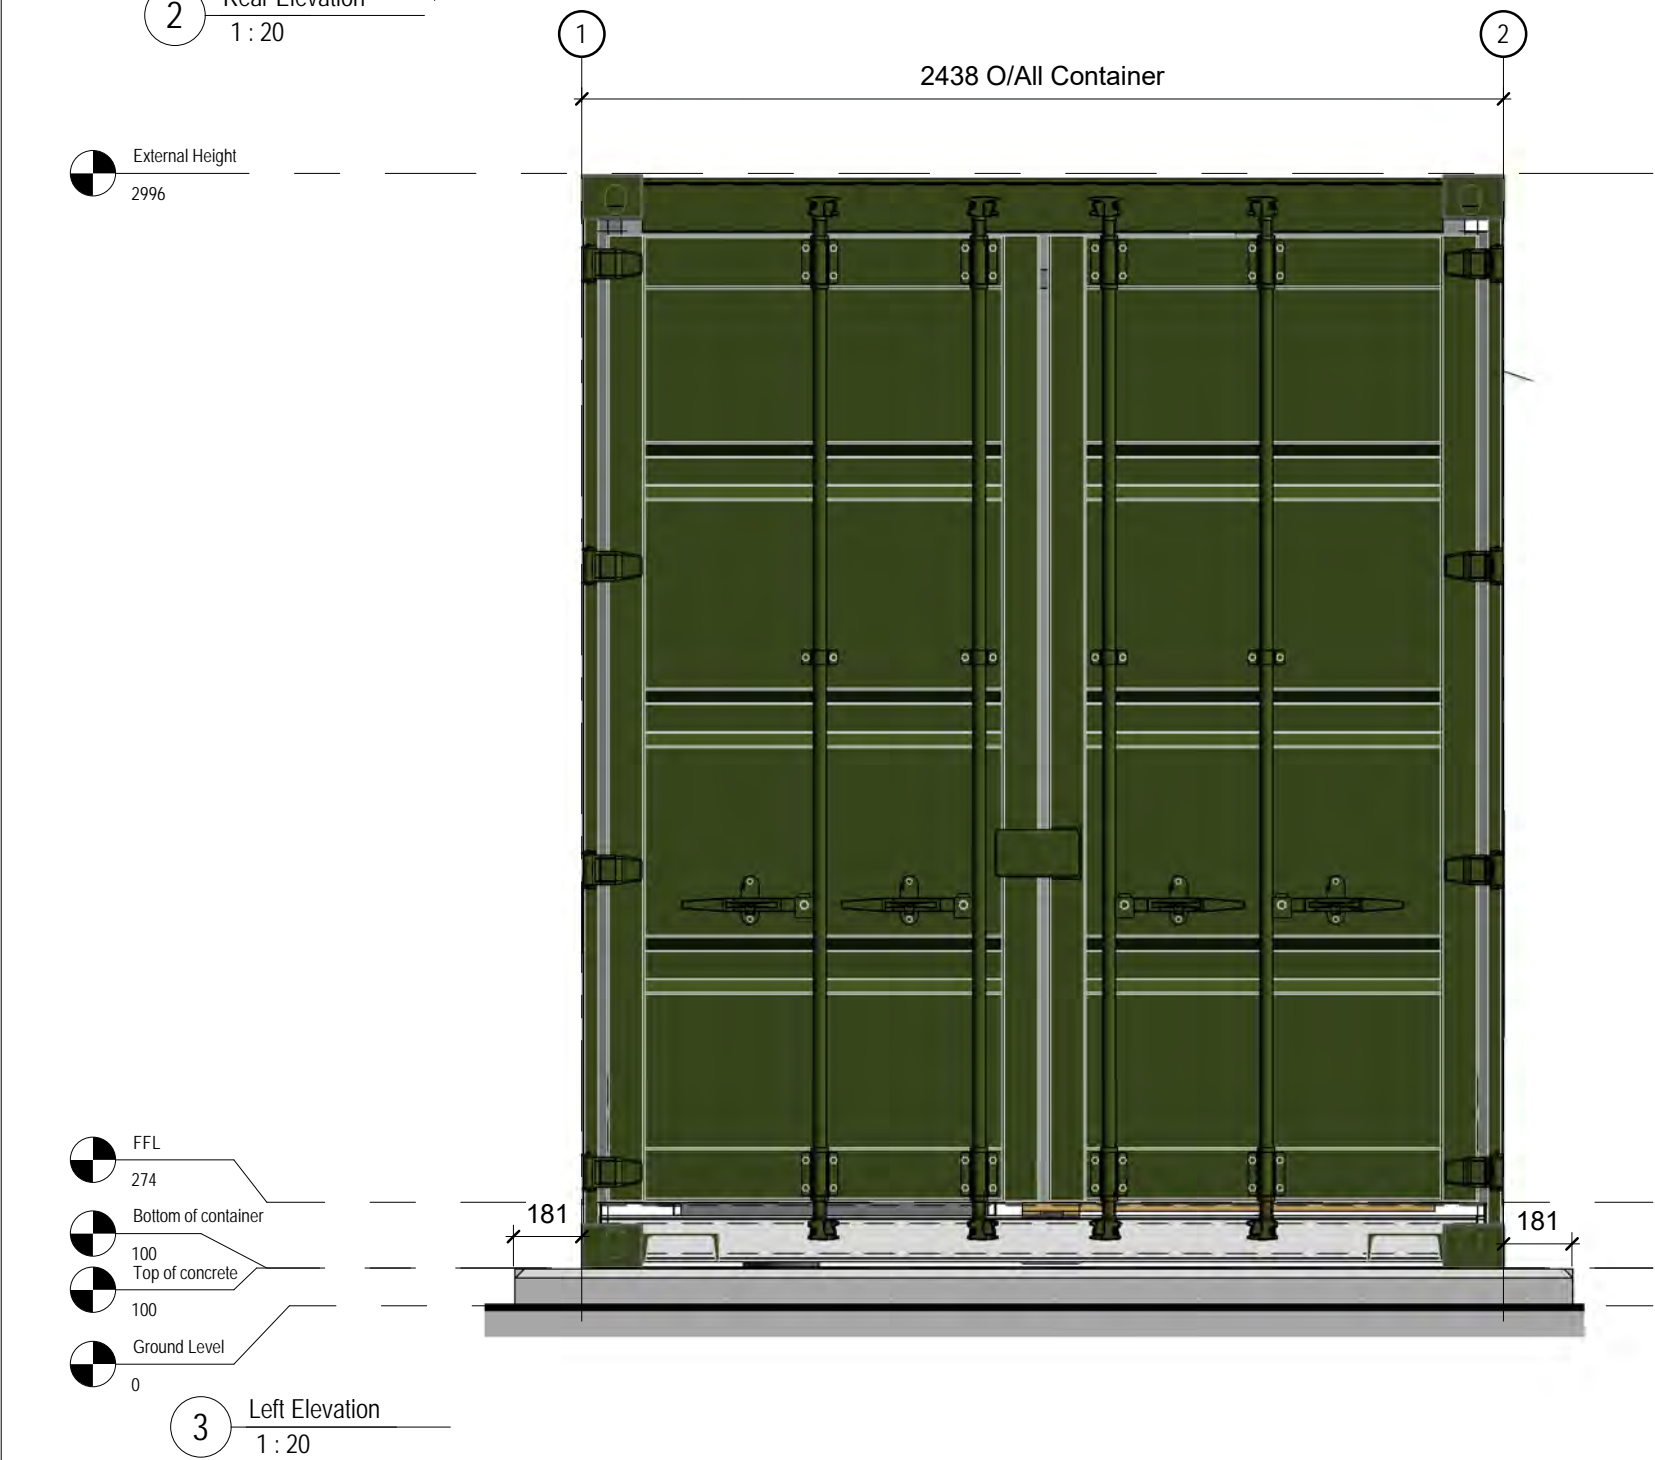 2
Rear Elevation
1 : 20
1
2
2438 O/All Container
External Height
2996
FFL
274
Bottom of container
100
Top of concrete
100
Ground Level
0
181
181
3
Left Elevation
1 : 20